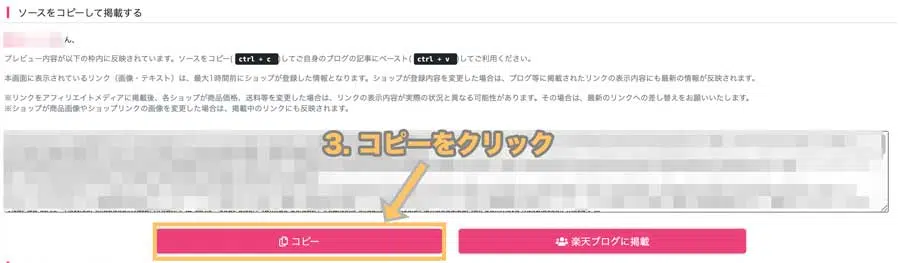 ソースをコピーして掲載する
ん、
プレビュー内容が以下の枠内に反映されています。ソースをコピー( ctrl + c )してご自身のブログの記事にペースト( ctrl + v )してご利用ください。
本画面に表示されているリンク（画像・テキスト）は、最大1時間前にショップが登録した情報となります。ショップが登録内容を変更した場合は、ブログ等に掲載されたリンクの表示内容にも最新の情報が反映されます。
※リンクをアフィリエイトメディアに掲載後、各ショップが商品価格、送料等を変更した場合は、リンクの表示内容が実際の状況と異なる可能性があります。その場合は、最新のリンクへの差し替えをお願いいたします。
※ショップが商品画像やショップリンクの画像を変更した場合は、掲載中のリンクにも反映されます。
3. コピーをクリック
コピー
楽天ブログに掲載